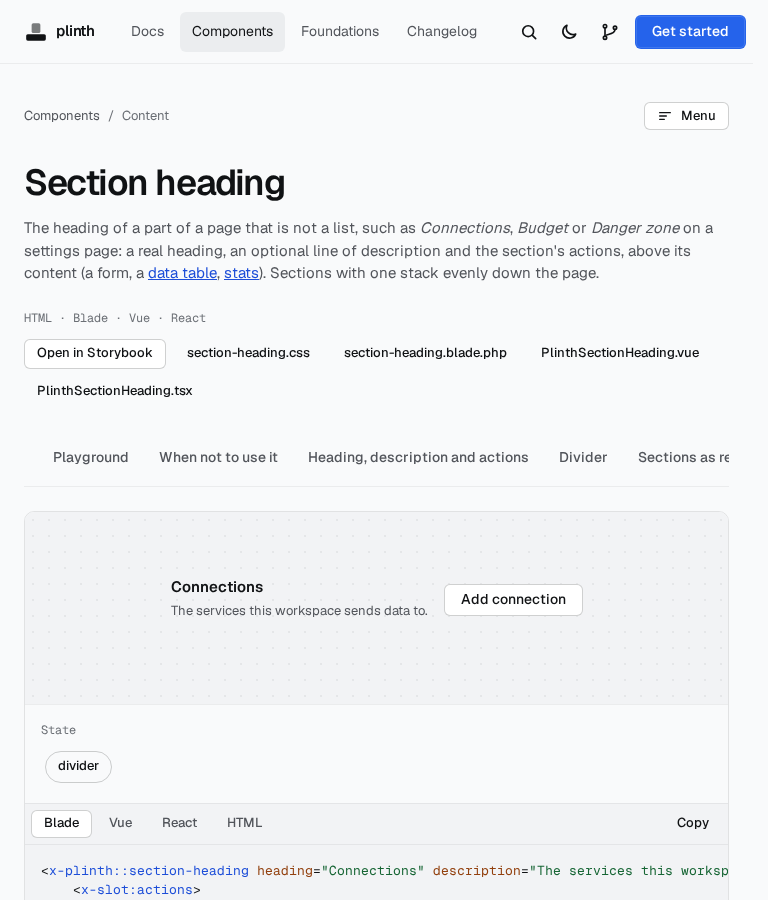 plinth
Docs
Components
Foundations
Changelog
Get started
Components / Content
Menu
Section heading
The heading of a part of a page that is not a list, such as Connections, Budget or Danger zone on a
settings page: a real heading, an optional line of description and the section's actions, above its
content (a form, a data table, stats). Sections with one stack evenly down the page.
HTML · Blade · Vue · React
Open in Storybook
section-heading.css
section-heading.blade.php
PlinthSectionHeading.vue
PlinthSectionHeading.tsx
Playground
When not to use it
Heading, description and actions
Divider
Sections as re
Connections
The services this workspace sends data to.
Add connection
State
divider
Blade
Vue
React
HTML
Copy
<x-plinth::section-heading heading="Connections" description="The services this worksp
<x-slot:actions>